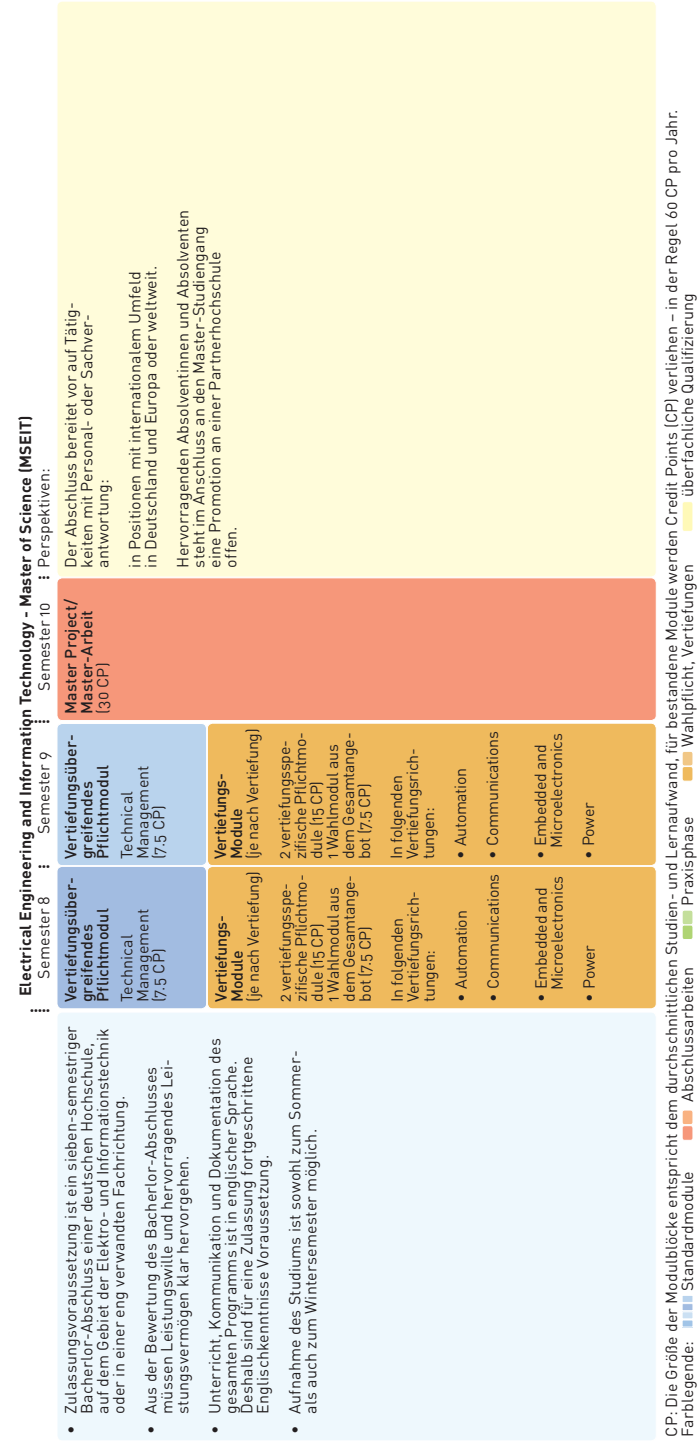 Electrical Engineering and Information Technology - Master of Science (MSEIT)
Semester 8
Semester 9
Semester 10
Perspektiven:
• Zulassungsvoraussetzung ist ein sieben-semestriger
Bacherlor-Abschluss einer deutschen Hochschule,
auf dem Gebiet der Elektro- und Informationstechnik
oder in einer eng verwandten Fachrichtung.
• Aus der Bewertung des Bacherlor-Abschlusses
müssen Leistungswille und hervorragendes Lei-
stungsvermögen klar hervorgehen.
• Unterricht, Kommunikation und Dokumentation des
gesamten Programms ist in englischer Sprache.
Deshalb sind für eine Zulassung fortgeschrittene
Englischkenntnisse Voraussetzung.
• Aufnahme des Studiums ist sowohl zum Sommer-
als auch zum Wintersemester möglich.
Vertiefungsüber-
greifendes
Pflichtmodul
Technical
Management
(7.5 CP)
Vertiefungs-
Module
(je nach Vertiefung)
2 vertiefungsspe-
zifische Pflichtmo-
dule (15 CP)
1 Wahlmodul aus
dem Gesamtange-
bot (7.5 CP)
In folgenden
Vertiefungsrich-
tungen:
• Automation
• Communications
• Embedded and
Microelectronics
• Power
Vertiefungsüber-
greifendes
Pflichtmodul
Technical
Management
(7.5 CP)
Vertiefungs-
Module
(je nach Vertiefung)
2 vertiefungsspe-
zifische Pflichtmo-
dule (15 CP)
1 Wahlmodul aus
dem Gesamtange-
bot (7.5 CP)
In folgenden
Vertiefungsrich-
tungen:
• Automation
• Communications
• Embedded and
Microelectronics
• Power
Master Project/
Master-Arbeit
(30 CP)
Der Abschluss bereitet vor auf Tätig-
keiten mit Personal- oder Sachver-
antwortung:
in Positionen mit internationalem Umfeld
in Deutschland und Europa oder weltweit.
Hervorragenden Absolventinnen und Absolventen
steht im Anschluss an den Master-Studiengang
eine Promotion an einer Partnerhochschule
offen.
CP: Die Größe der Modulblöcke entspricht dem durchschnittlichen Studien- und Lernaufwand, für bestandene Module werden Credit Points (CP) verliehen – in der Regel 60 CP pro Jahr.
Farblegende: Standardmodule Abschlussarbeiten Praxisphase Wahlpflicht, Vertiefungen überfachliche Qualifizierung